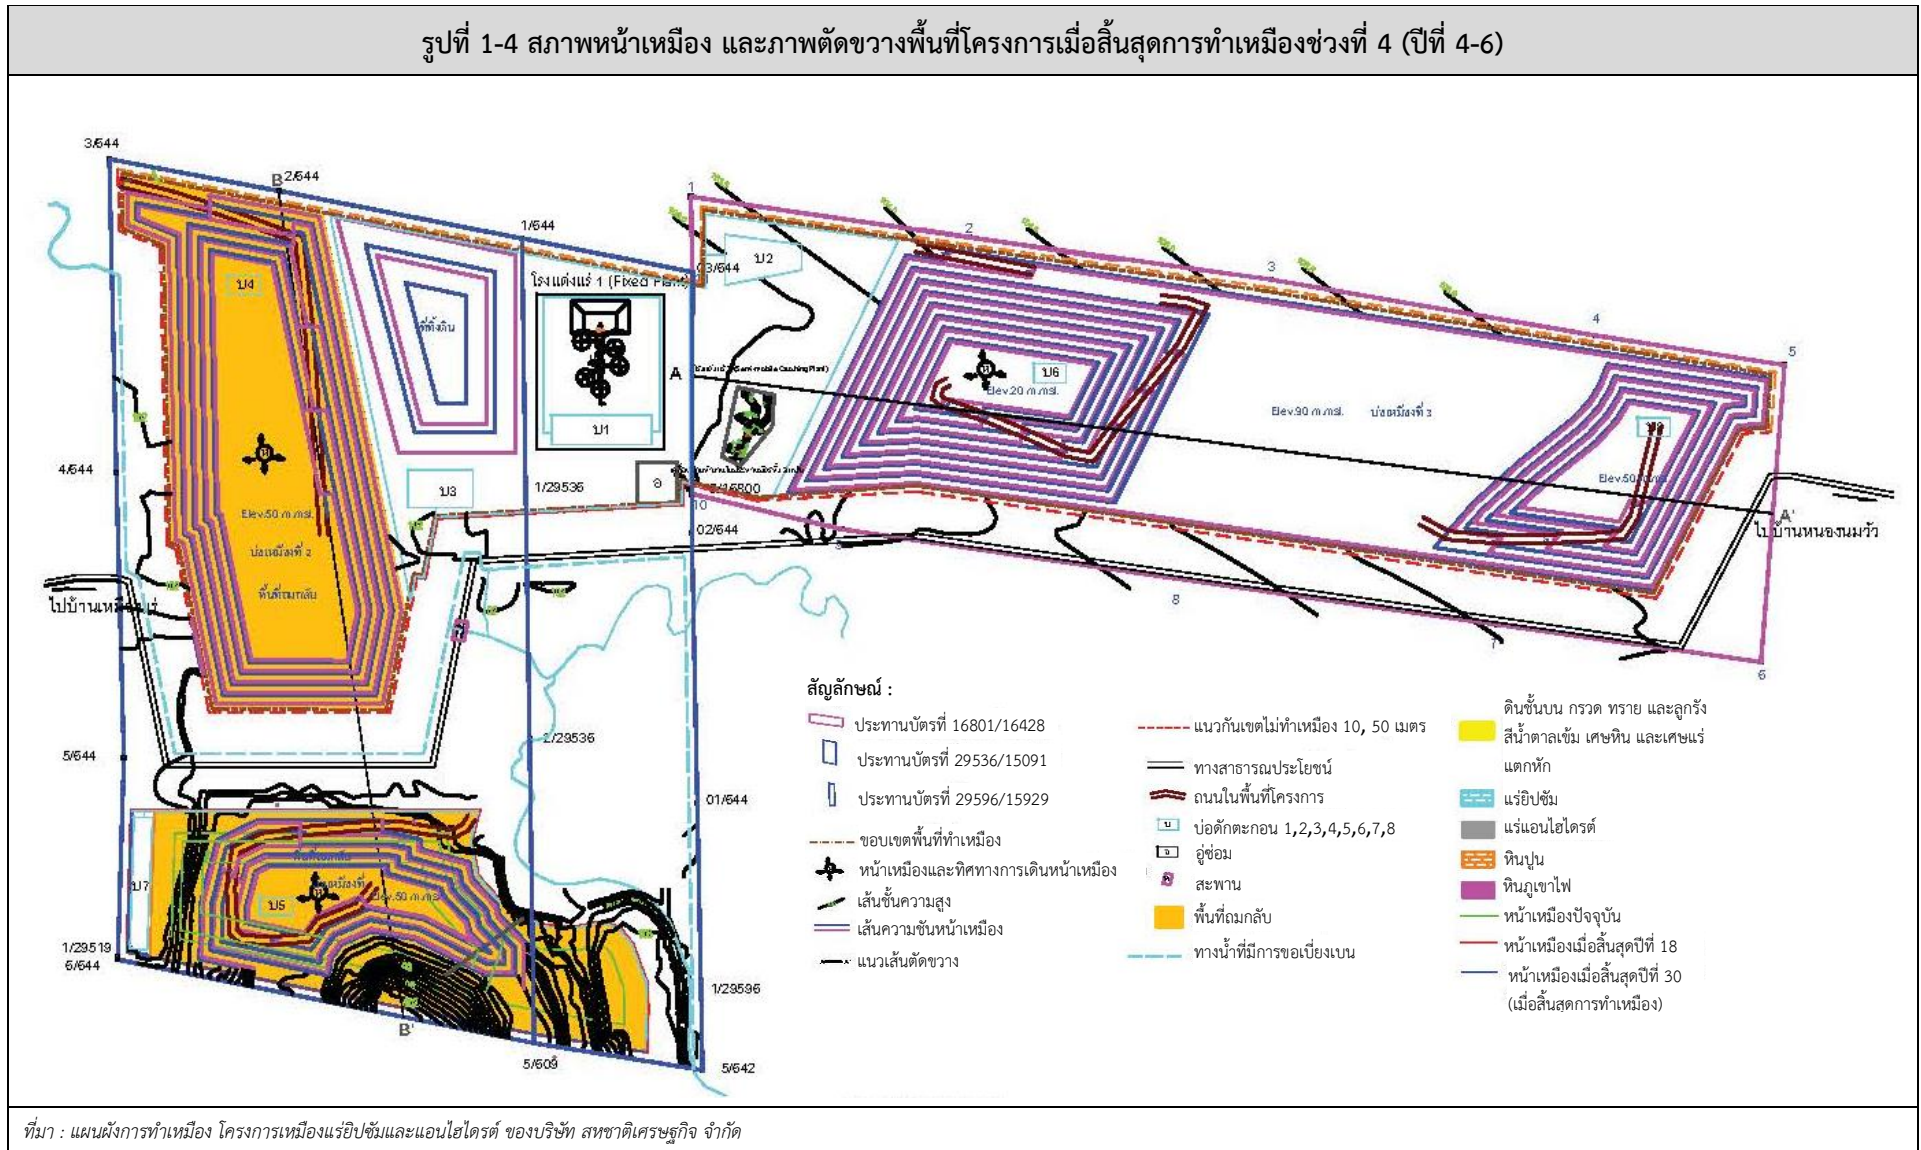 รูปที่ 1-4 สภาพหน้าเหมือง และภาพตัดขวางพื้นที่โครงการเมื่อสิ้นสุดการทำเหมืองช่วงที่ 4 (ปีที่ 4-6)
3/644
B
2/644
1/644
1
2
3
4
5
03/644
บ2
โรงแต่งแร่ 1 (Fixed Plant)
บ4
ที่ทิ้งดิน
A
บ6
Elev.20 m.msl.
Elev.90 m.msl.
บ่อเหมืองที่ 3
บ1
4/644
บ3
1/29536
อ
10
02/644
Elev.50 m.msl.
A'
ไปบ้านหนองนมวัว
Elev.50 m.msl.
บ่อเหมืองที่ 2
พื้นที่ถมกลับ
ไปบ้านเหมืองแร่
9
8
7
6
2/29536
5/644
01/644
พื้นที่ถมกลับ
บ7
บ5
Elev.50 m.msl.
1/29519
6/644
B'
1/29596
5/609
5/642
สัญลักษณ์ :
ประทานบัตรที่ 16801/16428
ประทานบัตรที่ 29536/15091
ประทานบัตรที่ 29596/15929
ขอบเขตพื้นที่ทำเหมือง
หน้าเหมืองและทิศทางการเดินหน้าเหมือง
เส้นชั้นความสูง
เส้นความชันหน้าเหมือง
แนวเส้นตัดขวาง
แนวกันเขตไม่ทำเหมือง 10, 50 เมตร
ทางสาธารณประโยชน์
ถนนในพื้นที่โครงการ
บ
บ่อดักตะกอน 1,2,3,4,5,6,7,8
อ
อู่ซ่อม
สะพาน
พื้นที่ถมกลับ
ทางน้ำที่มีการขอเบี่ยงเบน
ดินชั้นบน กรวด ทราย และลูกรัง
สีน้ำตาลเข้ม เศษหิน และเศษแร่
แตกหัก
แร่ยิปซัม
แร่แอนไฮไดรต์
หินปูน
หินภูเขาไฟ
หน้าเหมืองปัจจุบัน
หน้าเหมืองเมื่อสิ้นสุดปีที่ 18
หน้าเหมืองเมื่อสิ้นสุดปีที่ 30
(เมื่อสิ้นสุดการทำเหมือง)
ที่มา : แผนผังการทำเหมือง โครงการเหมืองแร่ยิปซัมและแอนไฮไดรต์ ของบริษัท สหชาติเศรษฐกิจ จำกัด